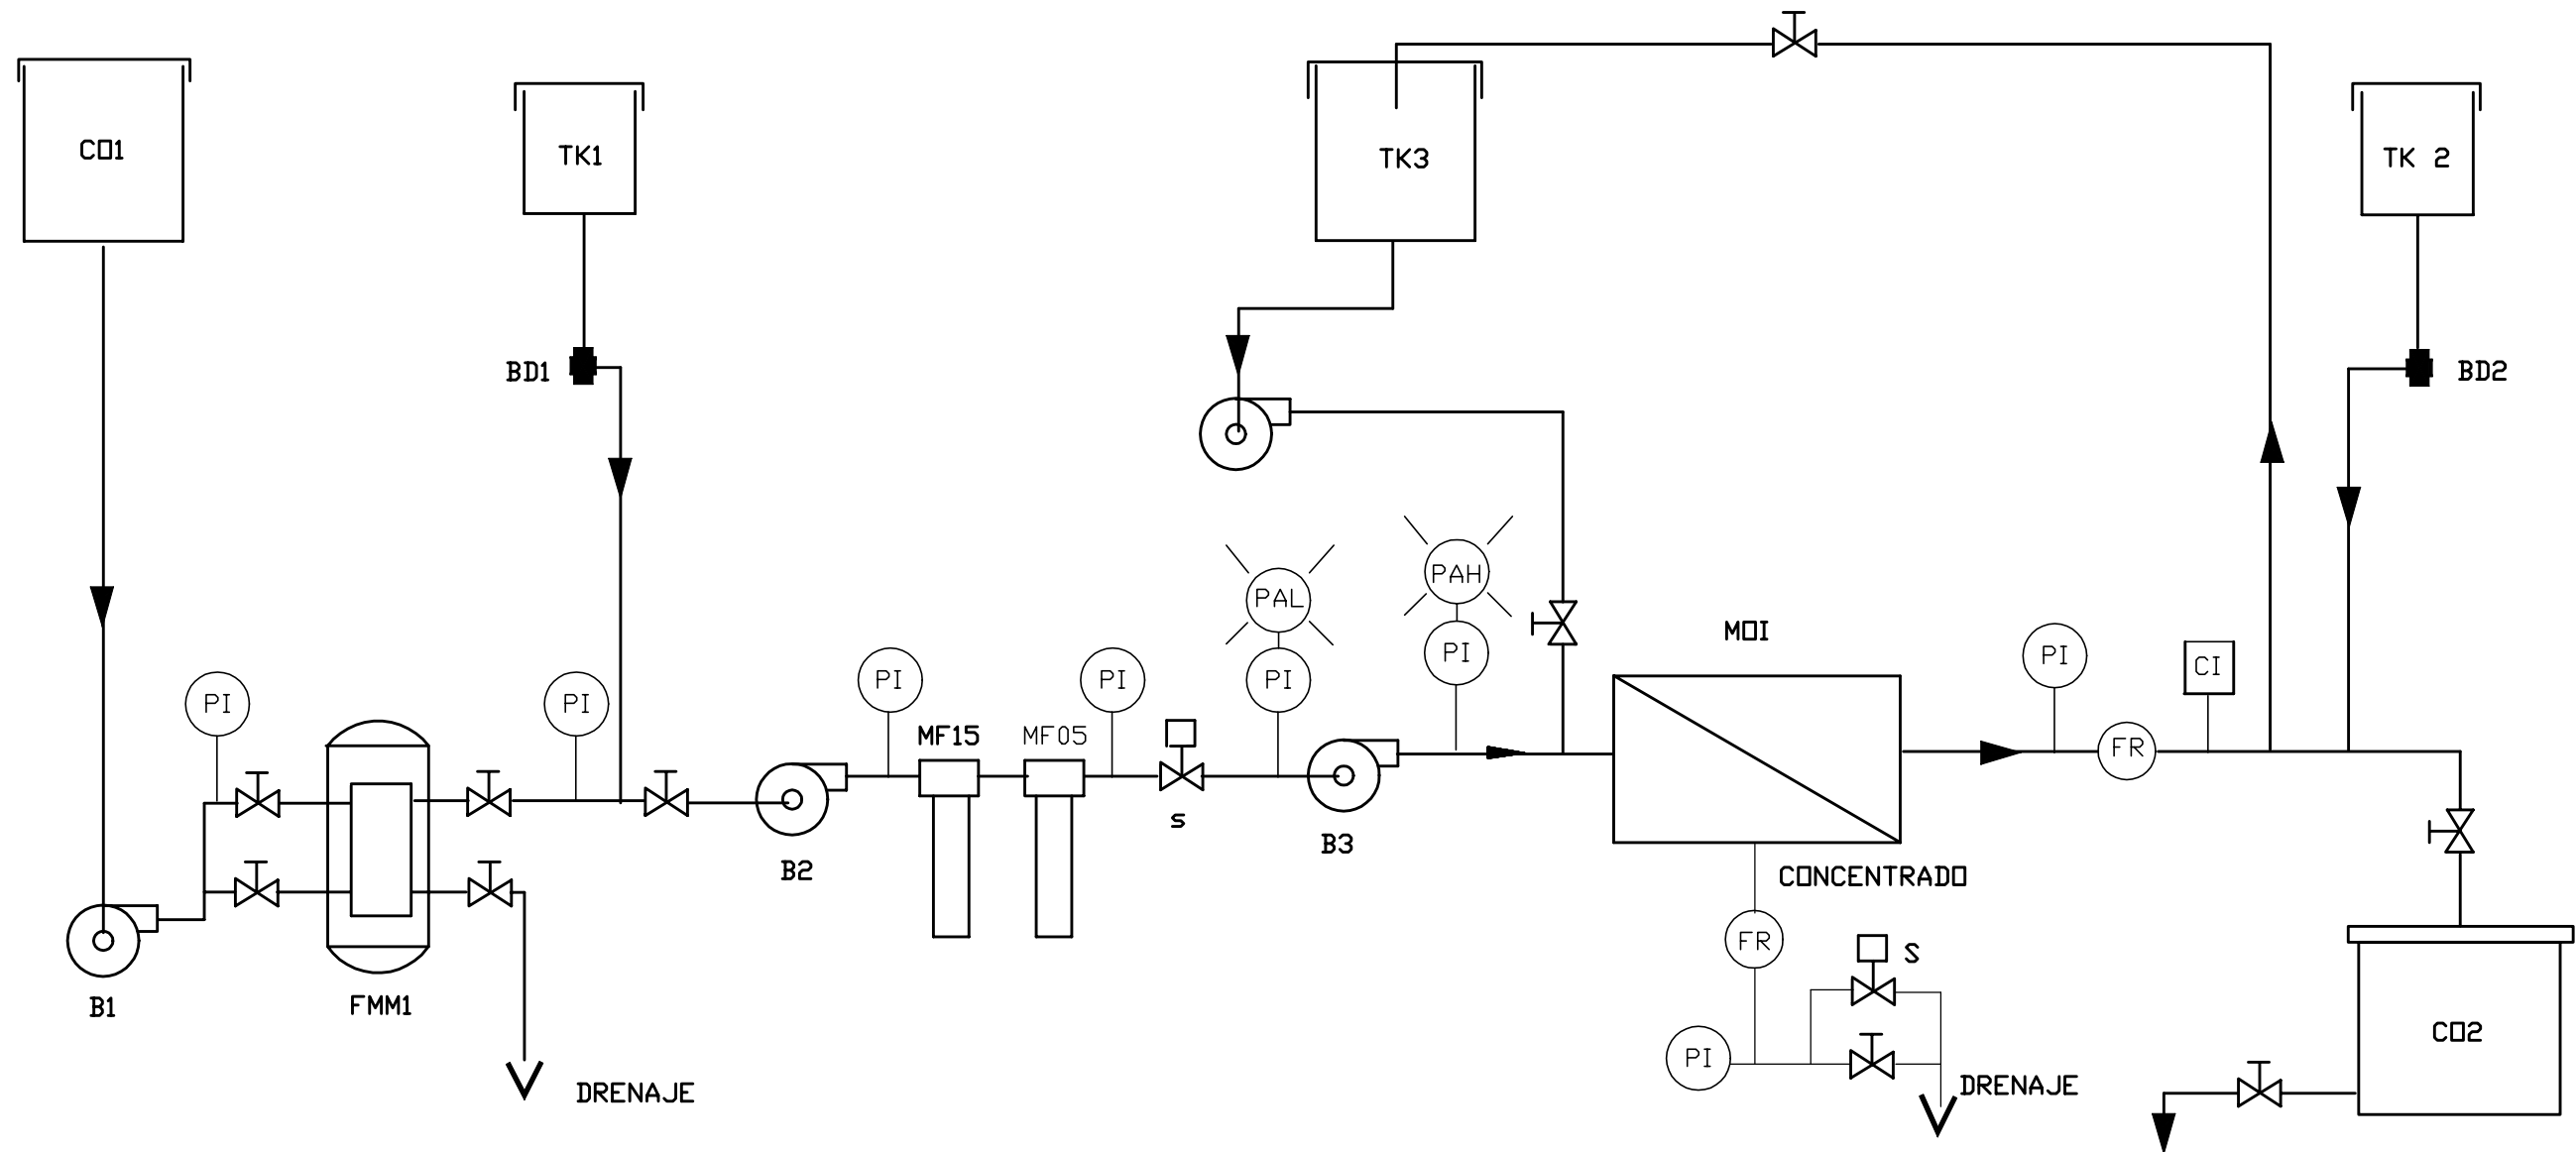 CO1
TK1
TK3
TK 2
BD1
BD2
PAH
PAL
MOI
PI
PI
PI
PI
PI
PI
PI
CI
FR
MF15
MF05
S
B2
B3
CONCENTRADO
FR
S
B1
FMM1
CO2
PI
DRENAJE
DRENAJE